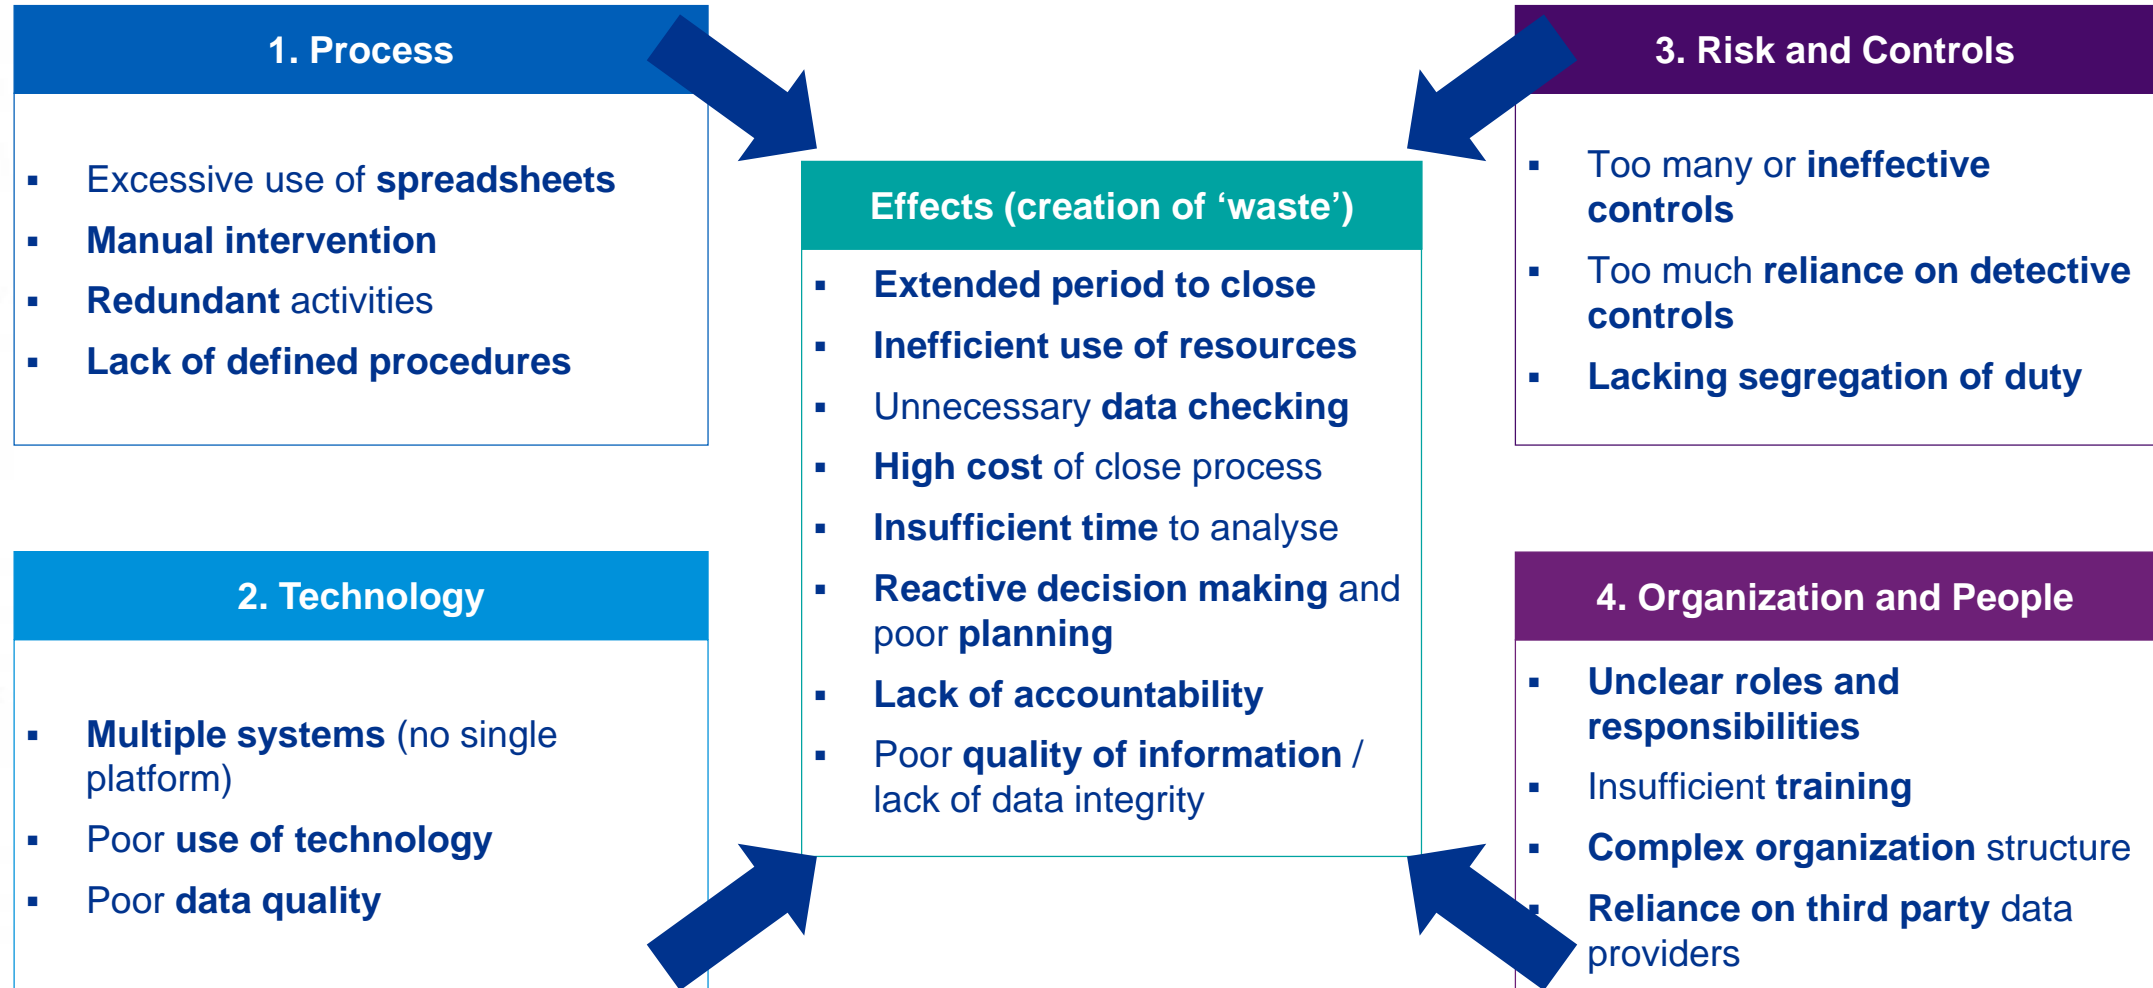 1. Process
▪ Excessive use of spreadsheets
▪ Manual intervention
▪ Redundant activities
▪ Lack of defined procedures
2. Technology
▪ Multiple systems (no single
platform)
▪ Poor use of technology
▪ Poor data quality
Effects (creation of ‘waste’)
▪ Extended period to close
▪ Inefficient use of resources
▪ Unnecessary data checking
▪ High cost of close process
▪ Insufficient time to analyse
▪ Reactive decision making and
poor planning
▪ Lack of accountability
▪ Poor quality of information /
lack of data integrity
3. Risk and Controls
▪ Too many or ineffective
controls
▪ Too much reliance on detective
controls
▪ Lacking segregation of duty
4. Organization and People
▪ Unclear roles and
responsibilities
▪ Insufficient training
▪ Complex organization structure
▪ Reliance on third party data
providers